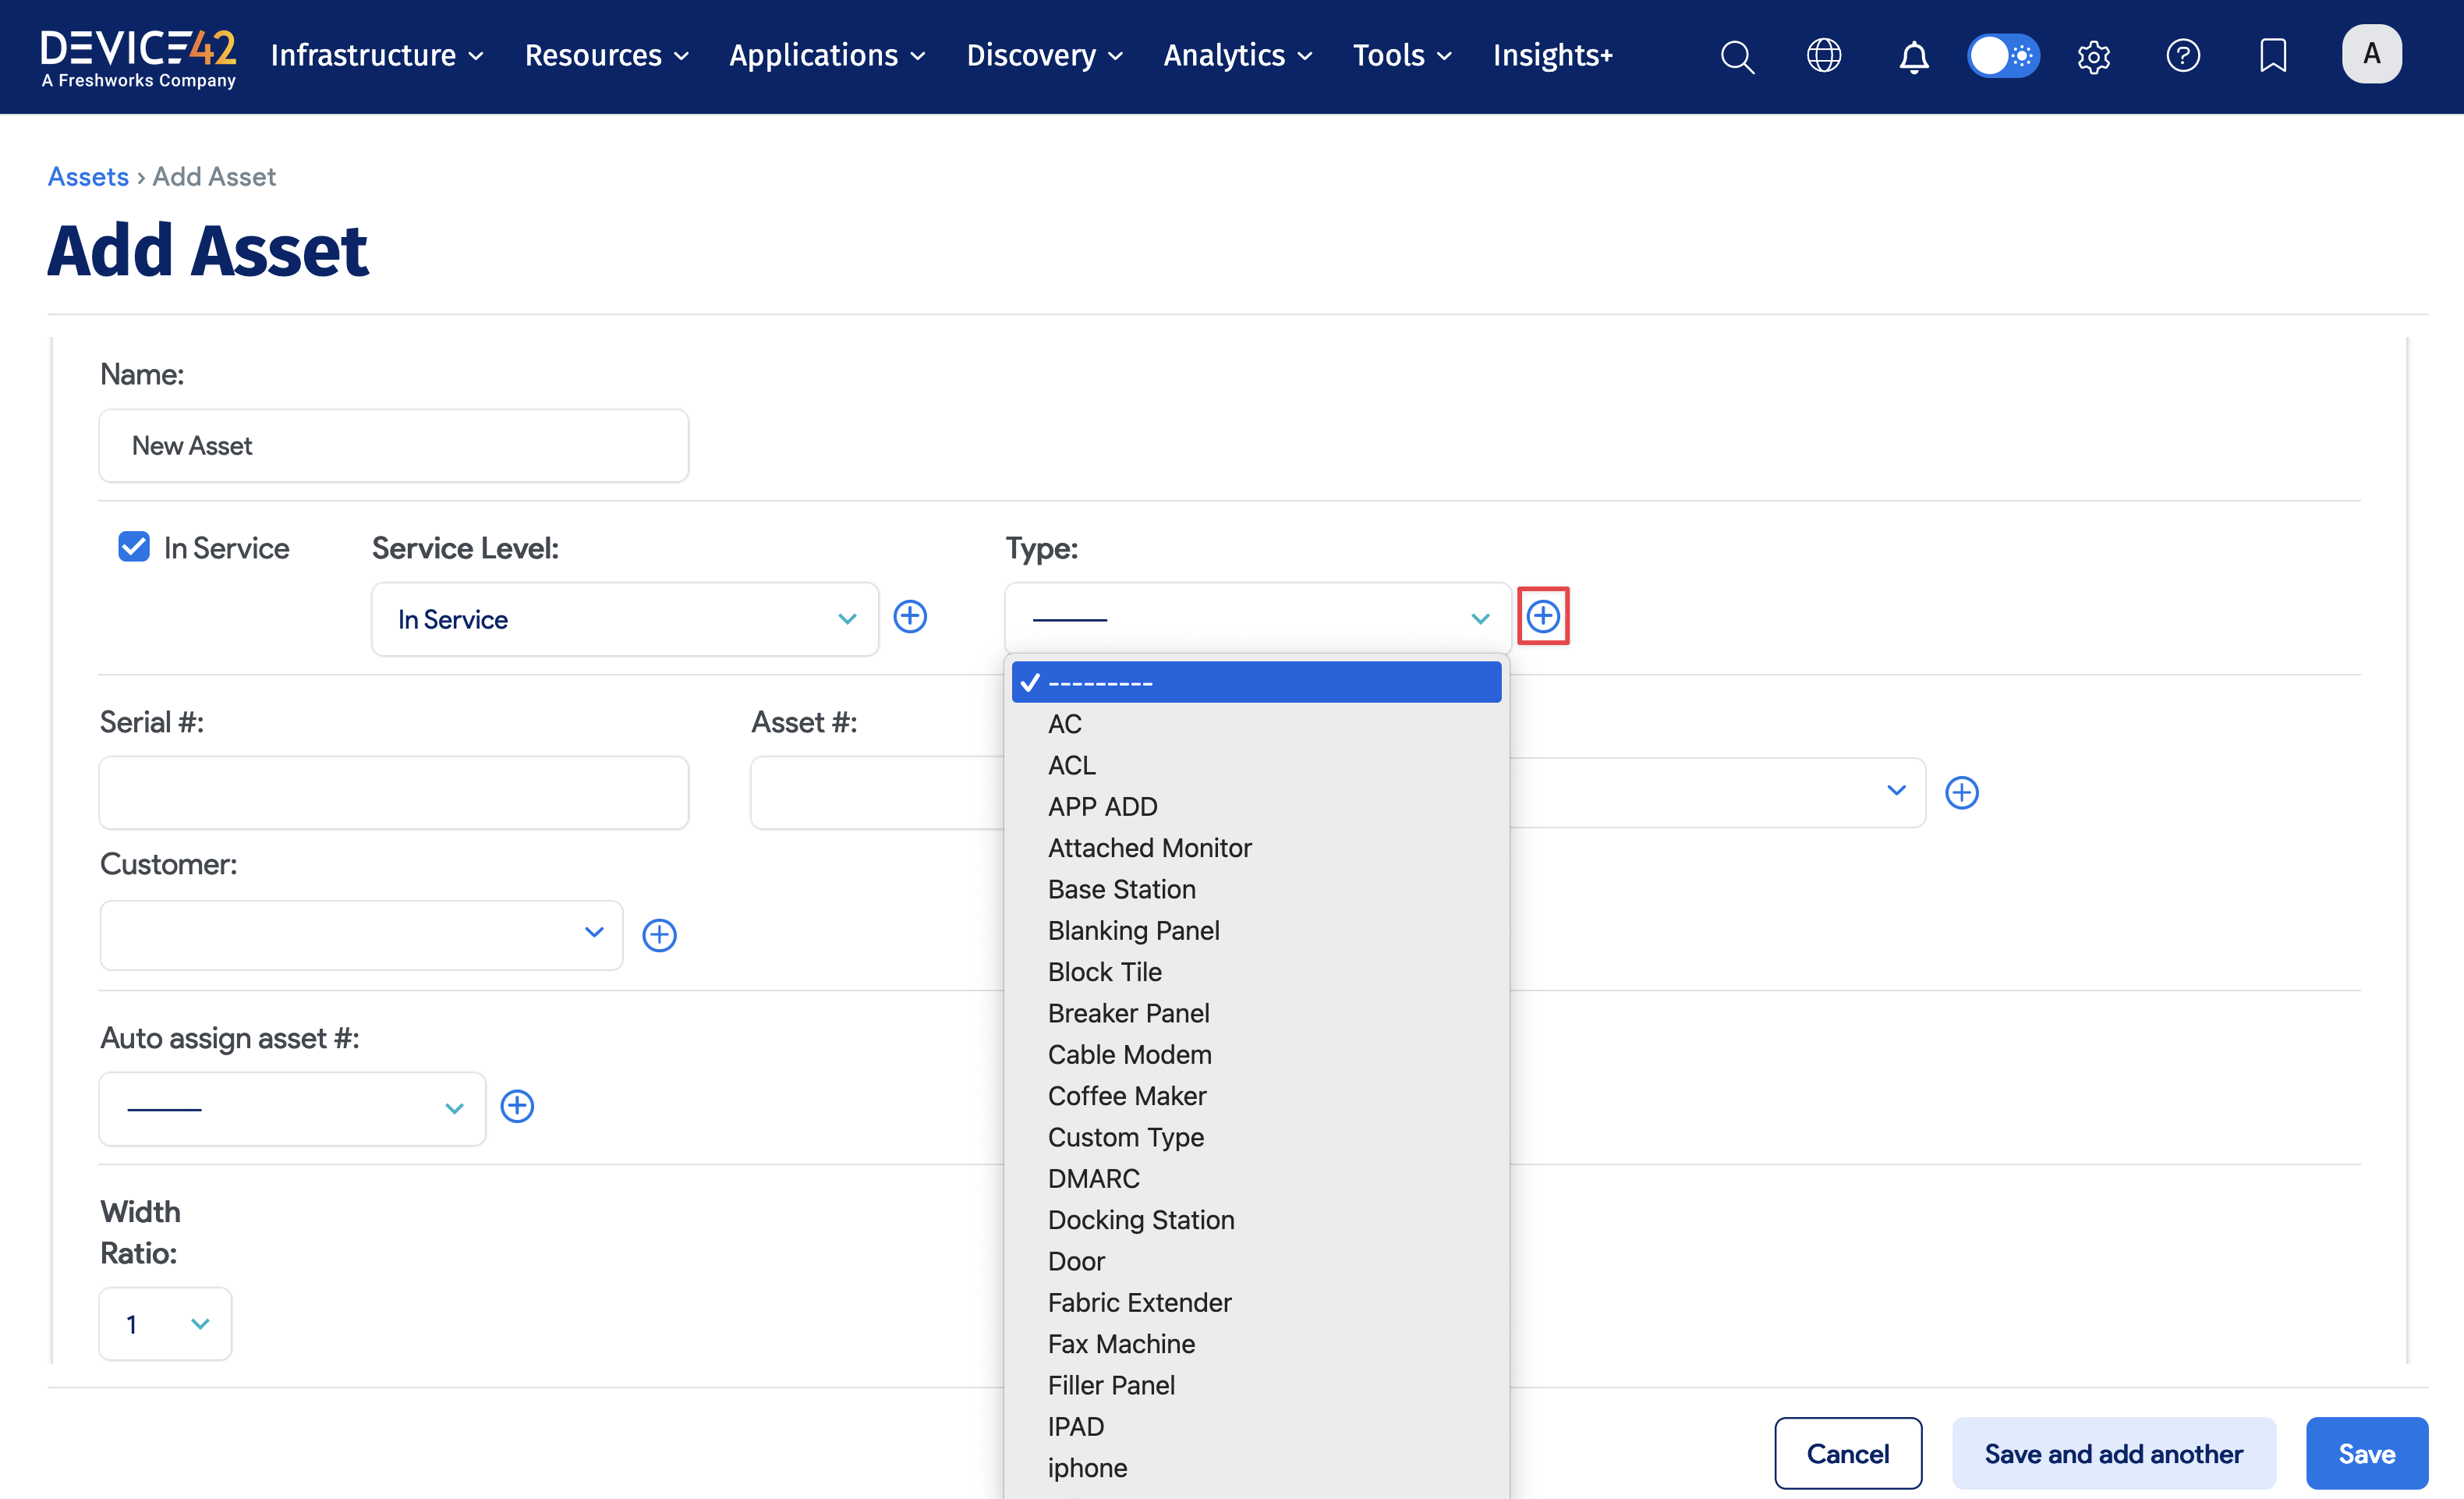 DEVICE42
A Freshworks Company
Infrastructure
Resources
Applications
Discovery
Analytics
Tools
Insights+
?
A
Assets › Add Asset
Add Asset
Name:
New Asset
In Service
Service Level:
In Service
Type:
✓ ---------
AC
ACL
APP ADD
Attached Monitor
Base Station
Blanking Panel
Block Tile
Breaker Panel
Cable Modem
Coffee Maker
Custom Type
DMARC
Docking Station
Door
Fabric Extender
Fax Machine
Filler Panel
IPAD
iphone
Serial #:
Asset #:
Customer:
Auto assign asset #:
Width
Ratio:
1
Cancel
Save and add another
Save